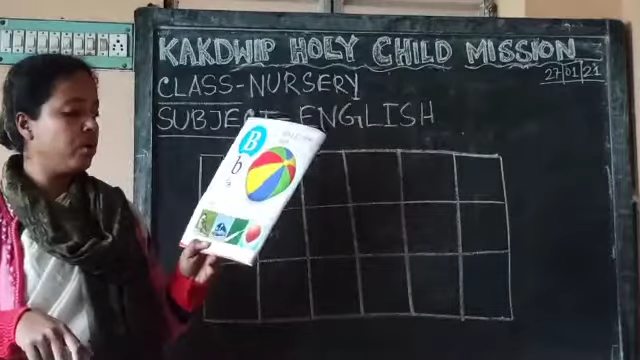 KAKDWIP HOLY CHILD MISSION
27 01 21
CLASS-NURSERY
SUBJECT-ENGLISH
B
b